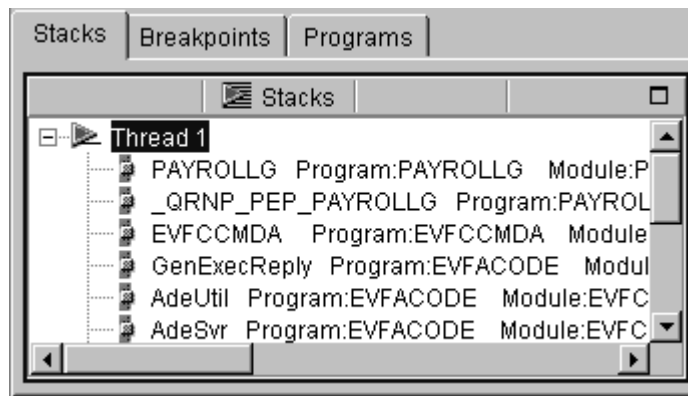 Stacks Breakpoints Programs
Stacks
Thread 1
PAYROLLG Program:PAYROLLG Module:P
_QRNP_PEP_PAYROLLG Program:PAYROL
EVFCCMDA Program:EVFCCMDA Module
GenExecReply Program:EVFACODE Modul
AdeUtil Program:EVFACODE Module:EVFC
AdeSvr Program:EVFACODE Module:EVFC